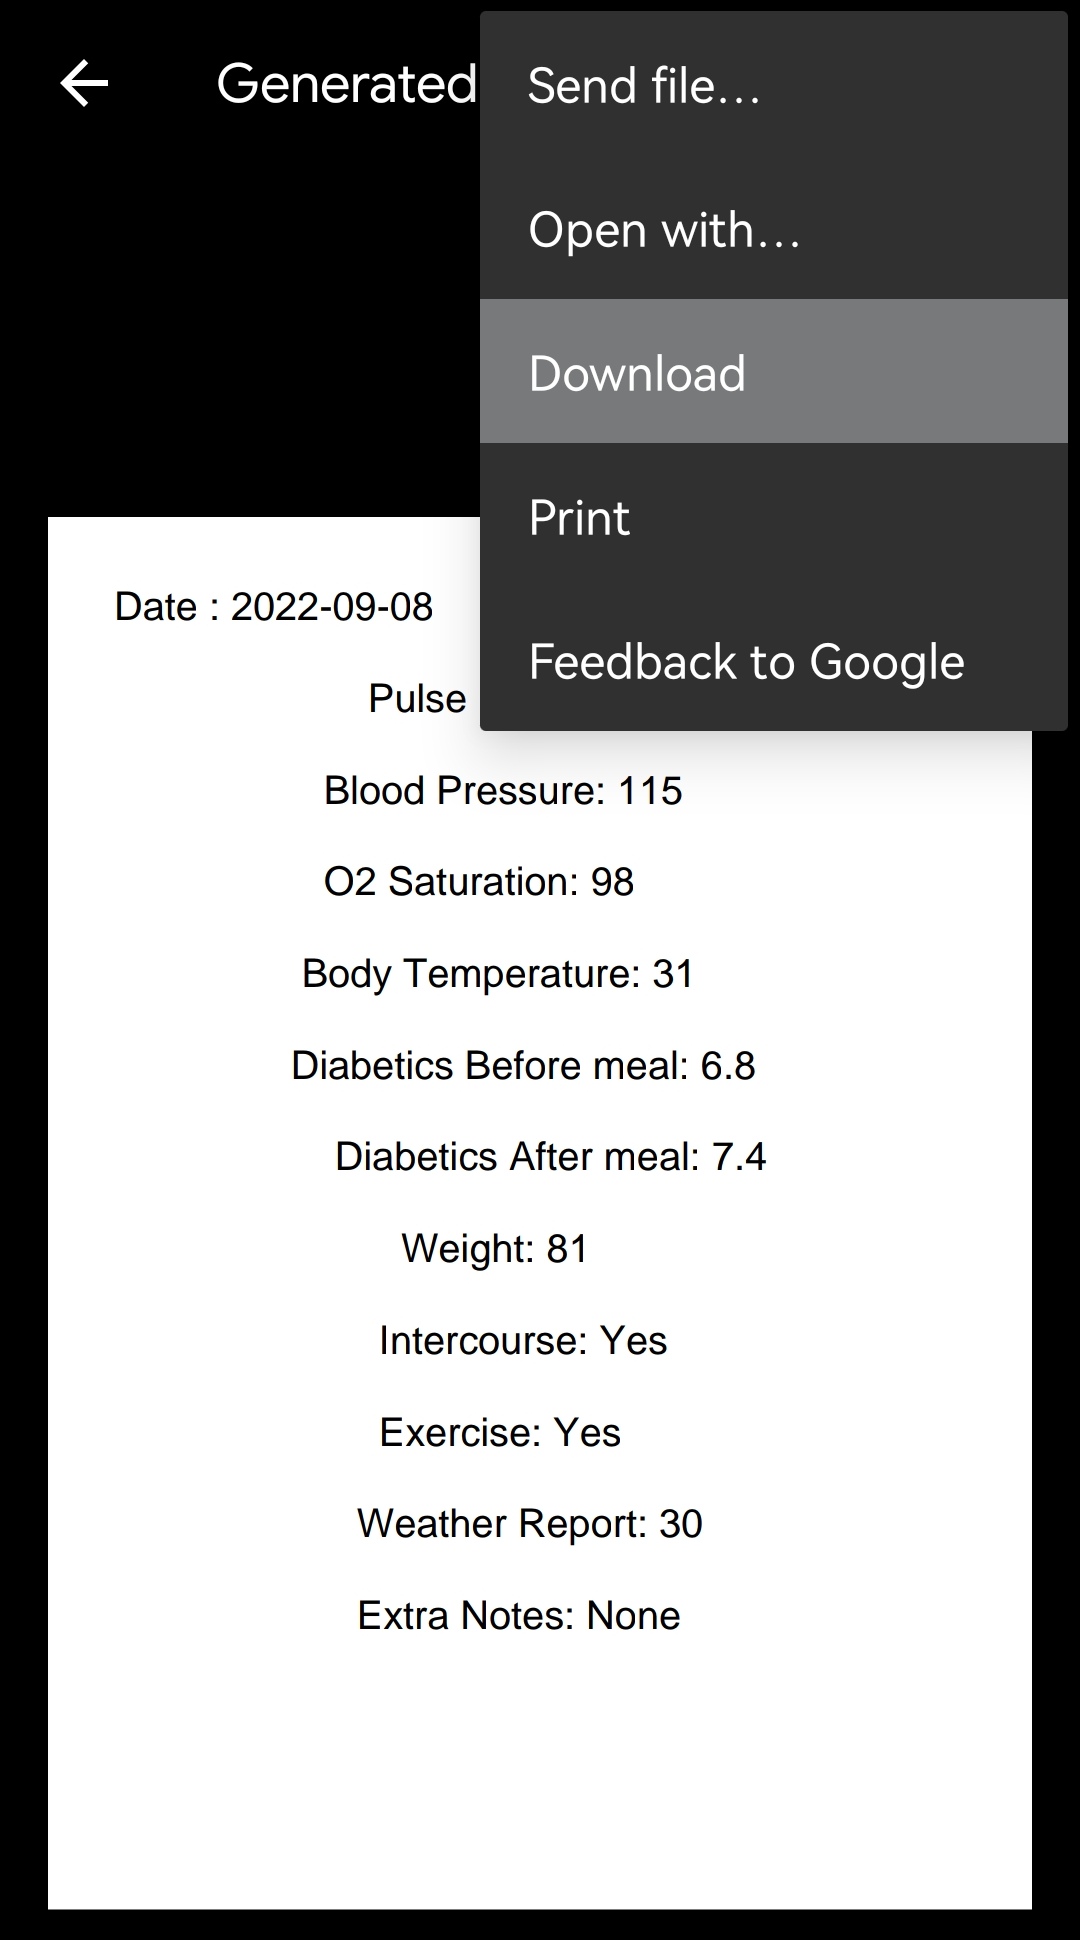 Generated
Send file...
Open with...
Download
Print
Feedback to Google
Date : 2022-09-08
Pulse
Blood Pressure: 115
O2 Saturation: 98
Body Temperature: 31
Diabetics Before meal: 6.8
Diabetics After meal: 7.4
Weight: 81
Intercourse: Yes
Exercise: Yes
Weather Report: 30
Extra Notes: None